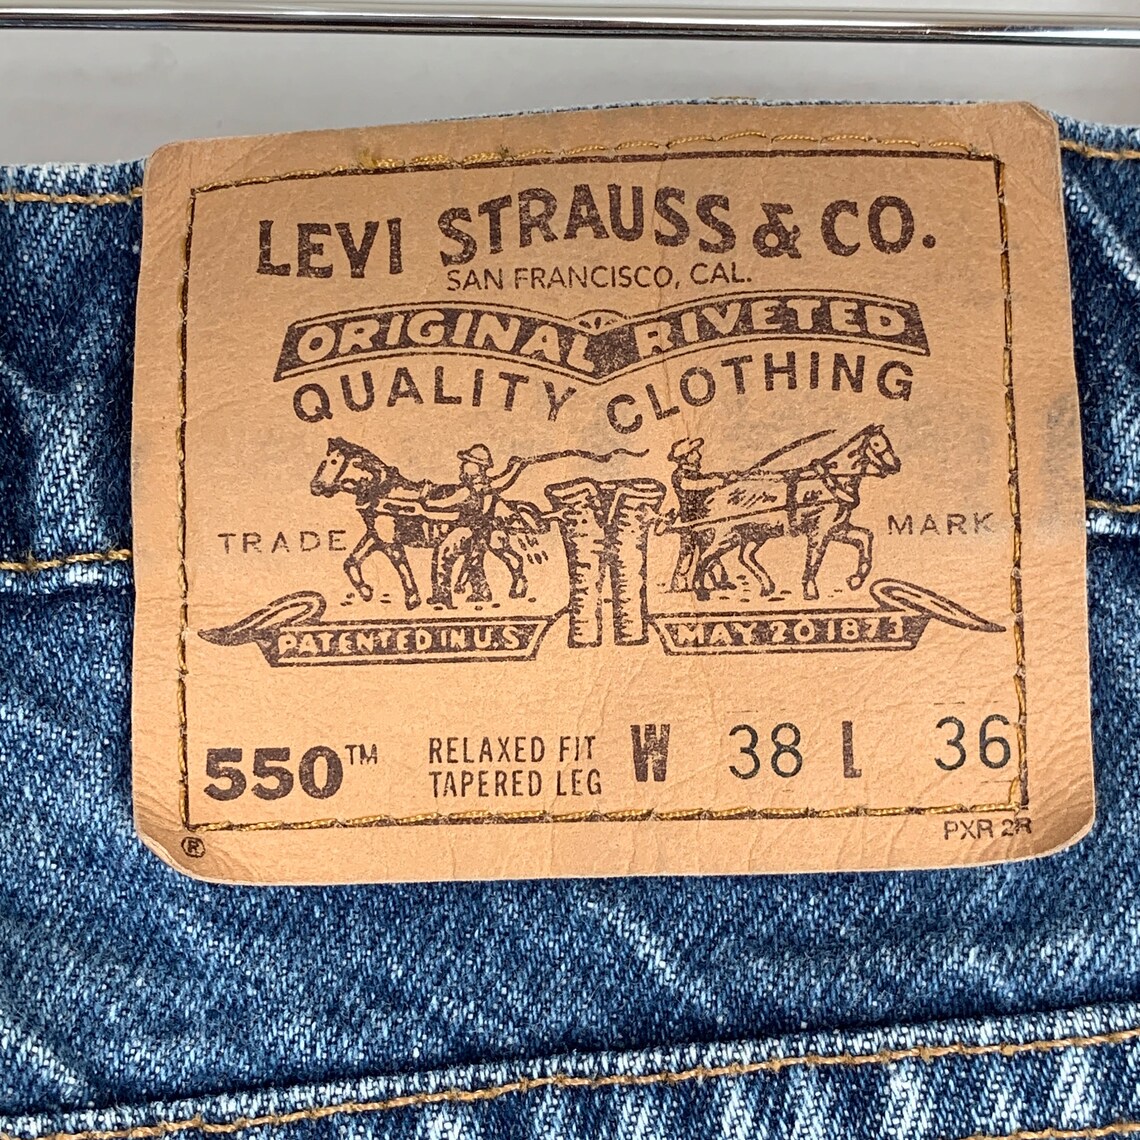 LEVI STRAUSS & CO.
SAN FRANCISCO, CAL.
ORIGINAL RIVETED
QUALITY CLOTHING
TRADE MARK
PATENTED IN U.S MAY 20 1873
550™ RELAXED FIT W 38 L 36
TAPERED LEG
® PXR 2R